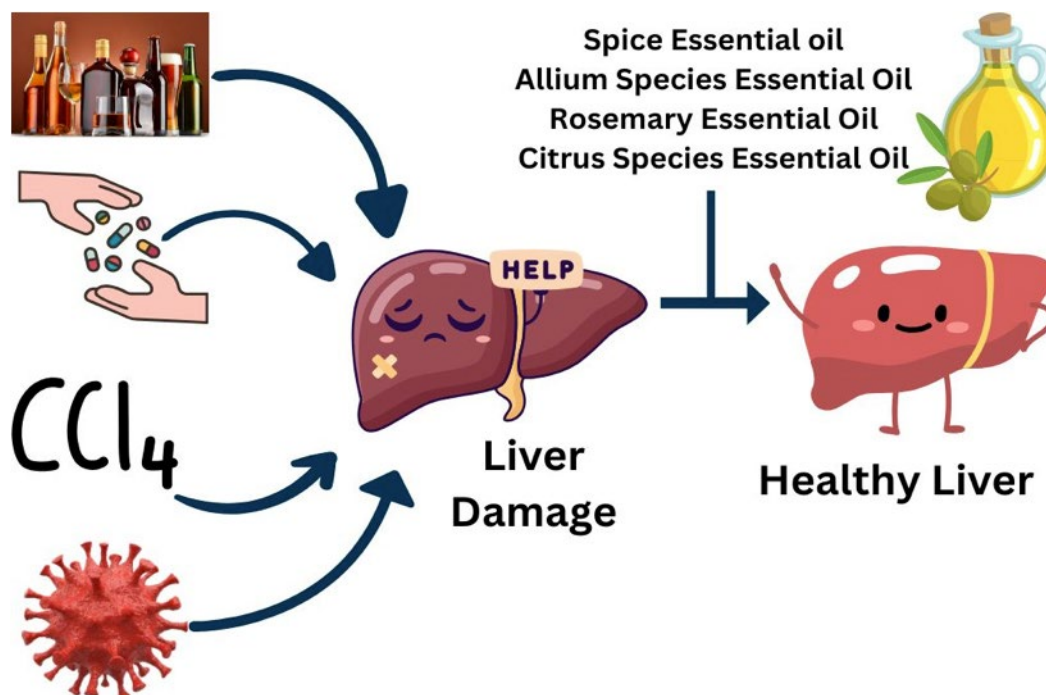 Spice Essential oil
Allium Species Essential Oil
Rosemary Essential Oil
Citrus Species Essential Oil
HELP
CCl4
Liver
Damage
Healthy Liver